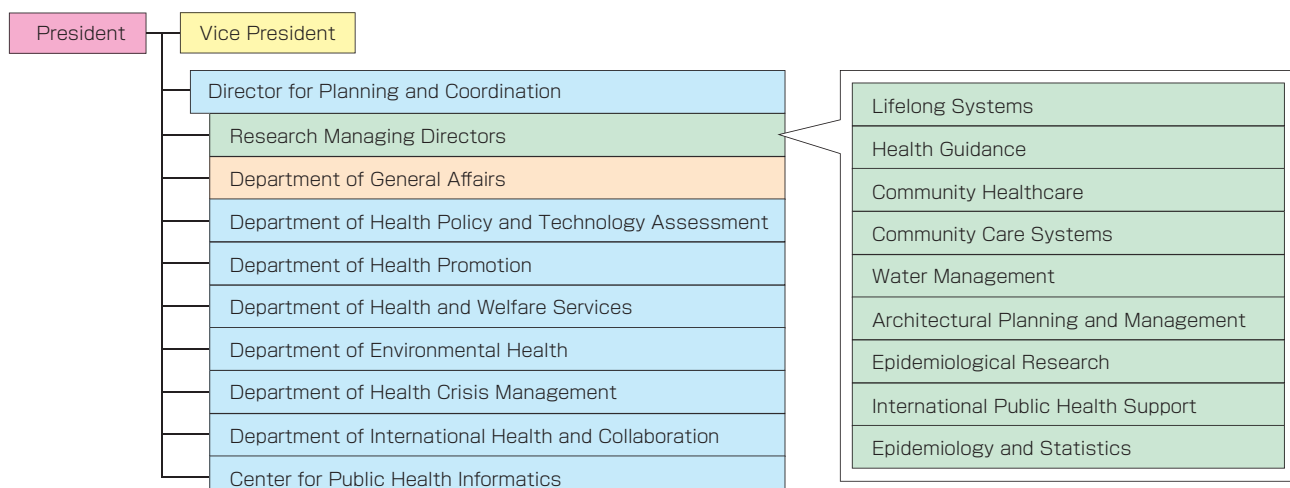 President
Vice President
Director for Planning and Coordination
Research Managing Directors
Department of General Affairs
Department of Health Policy and Technology Assessment
Department of Health Promotion
Department of Health and Welfare Services
Department of Environmental Health
Department of Health Crisis Management
Department of International Health and Collaboration
Center for Public Health Informatics
Lifelong Systems
Health Guidance
Community Healthcare
Community Care Systems
Water Management
Architectural Planning and Management
Epidemiological Research
International Public Health Support
Epidemiology and Statistics